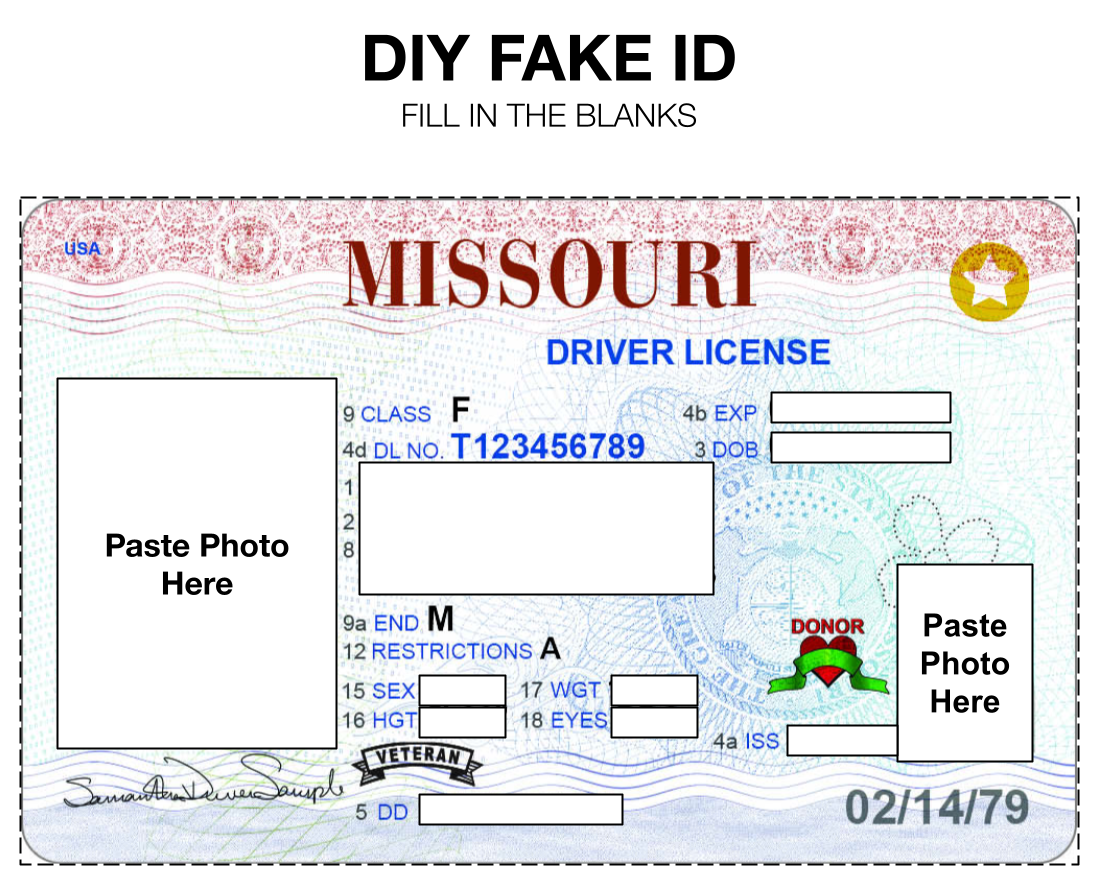 DIY FAKE ID
FILL IN THE BLANKS
USA
MISSOURI
DRIVER LICENSE
9 CLASS F
4b EXP
4d DL NO. T123456789
3 DOB
1
2
8
Paste Photo
Here
9a END M
12 RESTRICTIONS A
15 SEX
17 WGT
16 HGT
18 EYES
DONOR
Paste
Photo
Here
4a ISS
VETERAN
5 DD
02/14/79